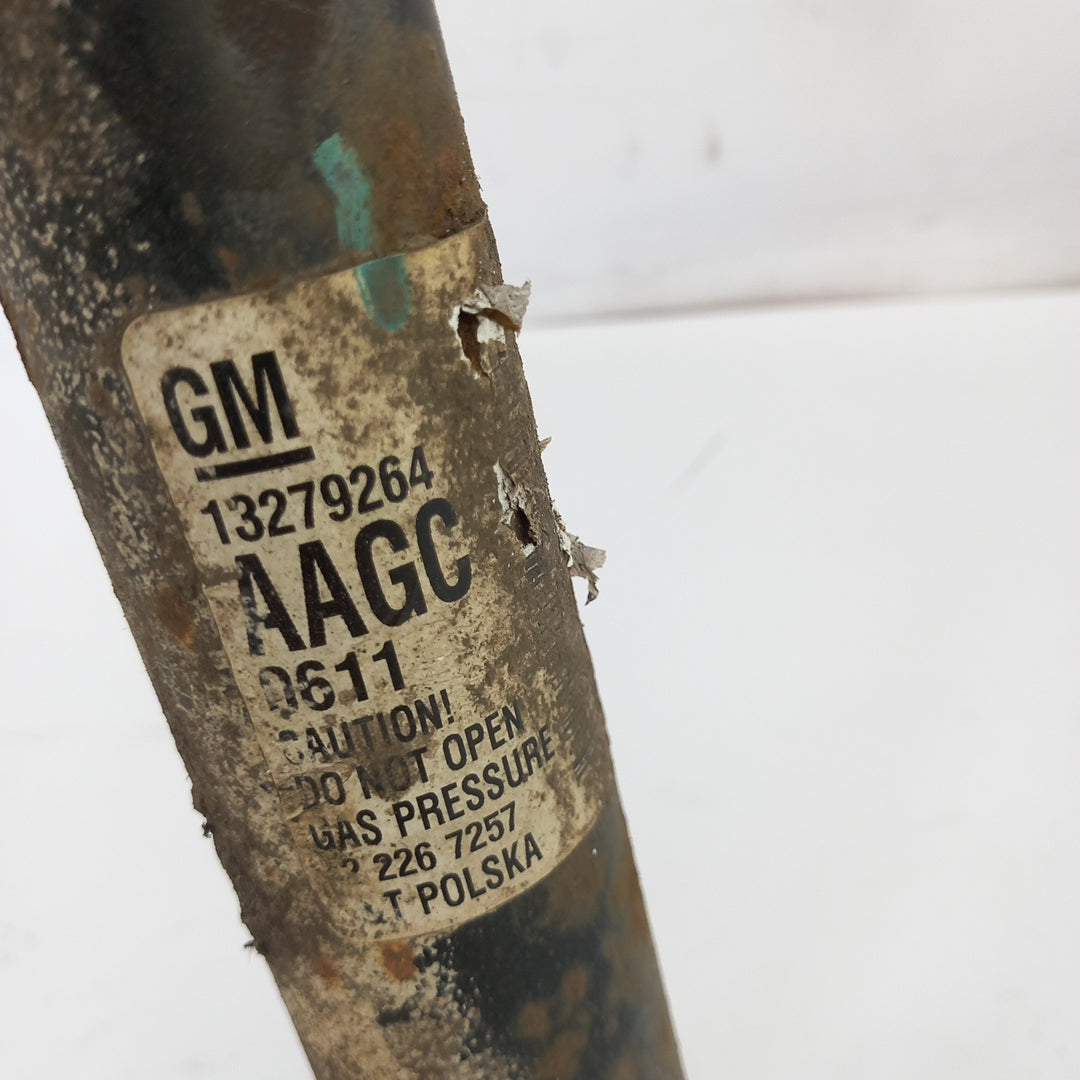 GM
13279264
AAGC
0611
CAUTION!
DO NOT OPEN
GAS PRESSURE
226 7257
POLSKA